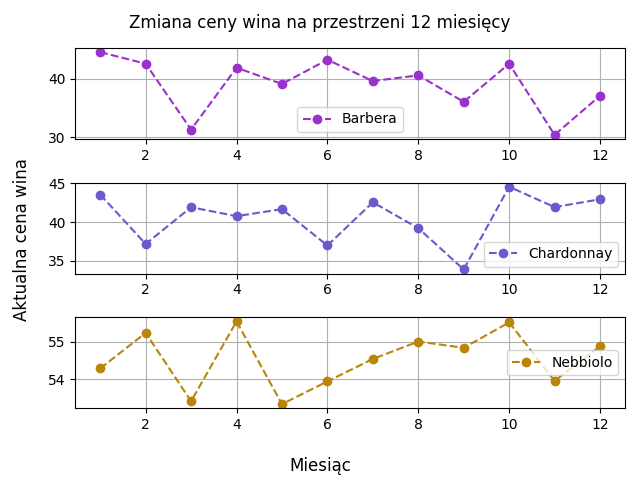 Zmiana ceny wina na przestrzeni 12 miesięcy
Aktualna cena wina
40
30
Barbera
2 4 6 8 10 12
45
40
35
Chardonnay
2 4 6 8 10 12
55
54
Nebbiolo
2 4 6 8 10 12
Miesiąc